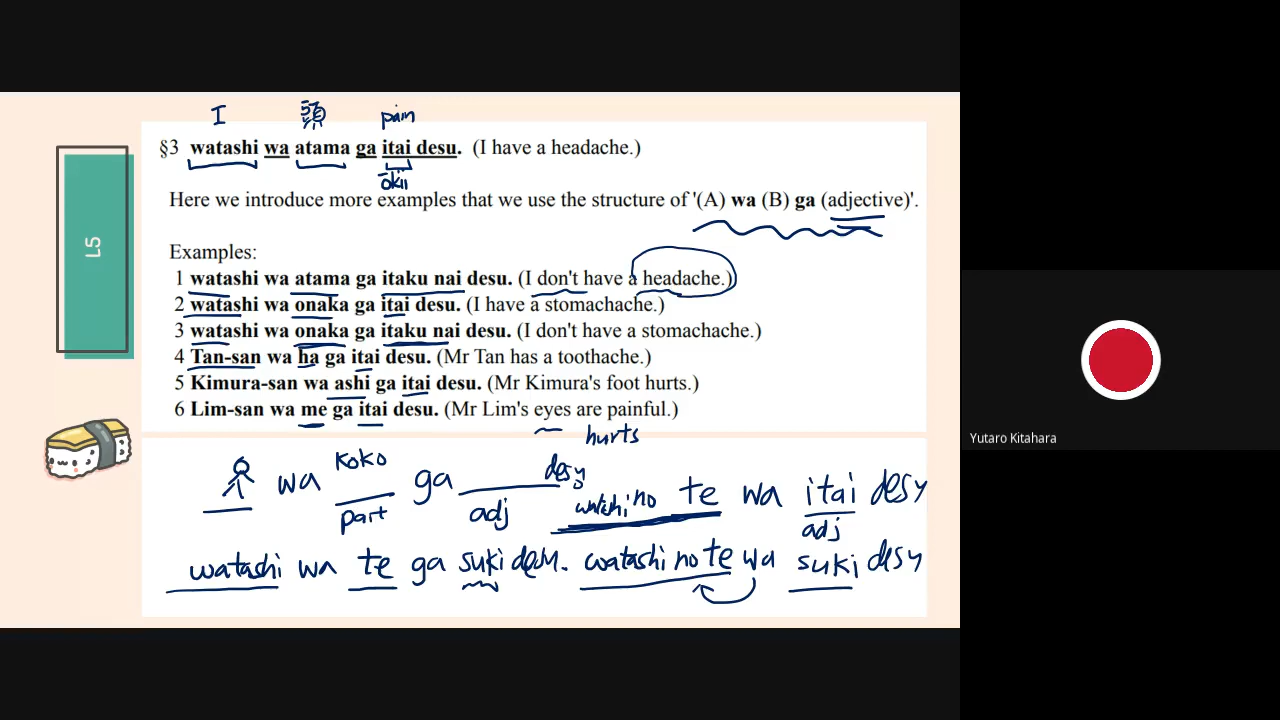 I 頭 pain
§3 watashi wa atama ga itai desu. (I have a headache.)
ōkii
Here we introduce more examples that we use the structure of '(A) wa (B) ga (adjective)'.
L5
Examples:
1 watashi wa atama ga itaku nai desu. (I don't have a headache.)
2 watashi wa onaka ga itai desu. (I have a stomachache.)
3 watashi wa onaka ga itaku nai desu. (I don't have a stomachache.)
4 Tan-san wa ha ga itai desu. (Mr Tan has a toothache.)
5 Kimura-san wa ashi ga itai desu. (Mr Kimura's foot hurts.)
6 Lim-san wa me ga itai desu. (Mr Lim's eyes are painful.)
hurts
wa koko ga desu
part adj
watashi no te wa itai desu
adj
watashi wa te ga suki desu. watashi no te wa suki desu
Yutaro Kitahara